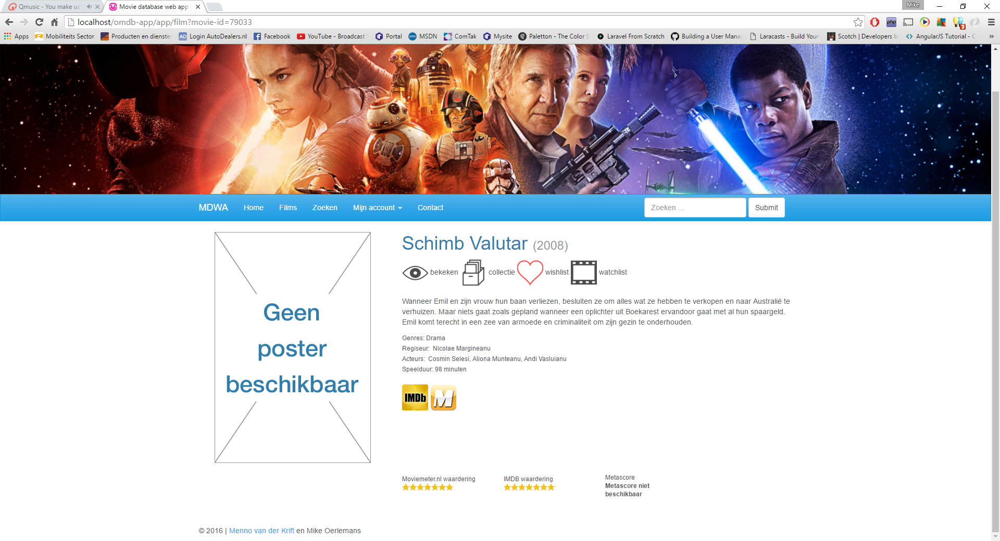 Qmusic - You make us
Movie database web app
Mike
localhost/omdb-app/app/film?movie-id=79033
php
3
Apps
Mobiliteits Sector
Producten en dienster
AD Login AutoDealers.nl
Facebook
YouTube - Broadcast
Portal
MSDN
ComTak
Mysite
Paletton - The Color S
Laravel From Scratch
Building a User Mana
Laracasts - Build Your
Scotch | Developers b
AngularJS Tutorial - C
»
MDWA
Home
Films
Zoeken
Mijn account
Contact
Zoeken ...
Submit
Geen
poster
beschikbaar
Schimb Valutar (2008)
bekeken
collectie
wishlist
watchlist
Wanneer Emil en zijn vrouw hun baan verliezen, besluiten ze om alles wat ze hebben te verkopen en naar Australië te
verhuizen. Maar niets gaat zoals gepland wanneer een oplichter uit Boekarest ervandoor gaat met al hun spaargeld.
Emil komt terecht in een zee van armoede en criminaliteit om zijn gezin te onderhouden.
Genres: Drama
Regiseur: Nicolae Margineanu
Acteurs: Cosmin Selesi, Aliona Munteanu, Andi Vasluianu
Speelduur: 98 minuten
IMDb
M
Moviemeter.nl waardering
IMDB waardering
Metascore
Metascore niet
beschikbaar
© 2016 | Menno van der Krift en Mike Oerlemans